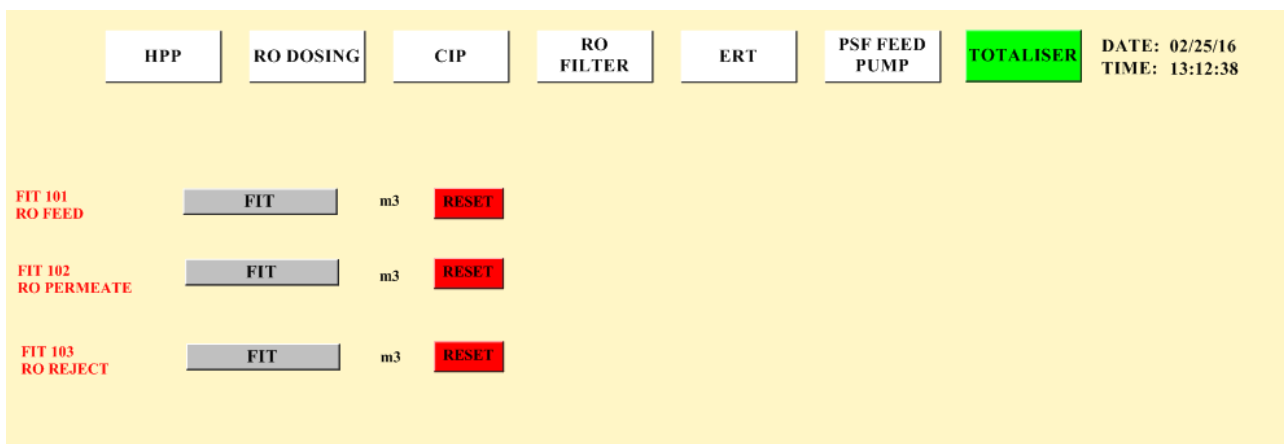 HPP
RO DOSING
CIP
RO
FILTER
ERT
PSF FEED
PUMP
TOTALISER
DATE: 02/25/16
TIME: 13:12:38
FIT 101
RO FEED
FIT
m3
RESET
FIT 102
RO PERMEATE
FIT
m3
RESET
FIT 103
RO REJECT
FIT
m3
RESET